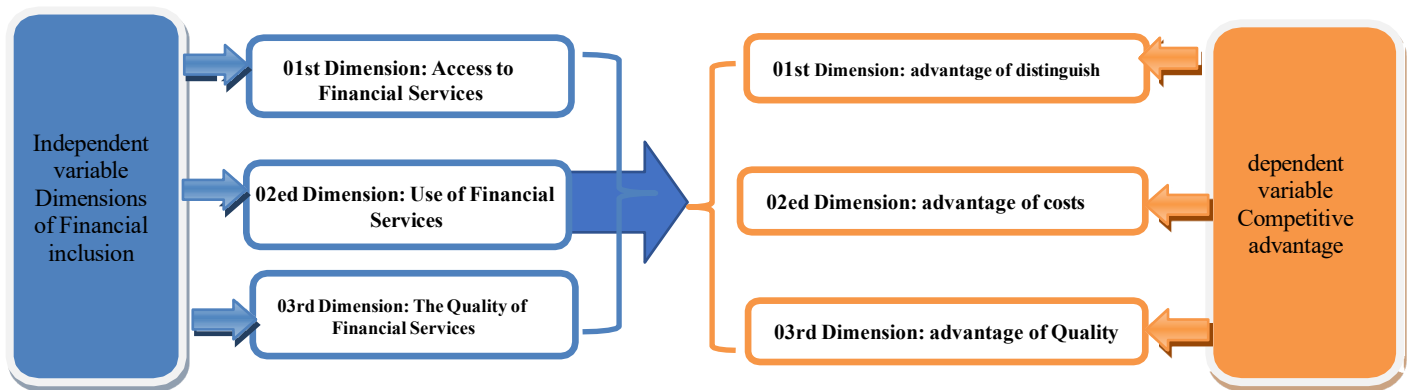 Independent
variable
Dimensions
of Financial
inclusion
01st Dimension: Access to
Financial Services
02ed Dimension: Use of Financial
Services
03rd Dimension: The Quality of
Financial Services
01st Dimension: advantage of distinguish
02ed Dimension: advantage of costs
03rd Dimension: advantage of Quality
dependent
variable
Competitive
advantage